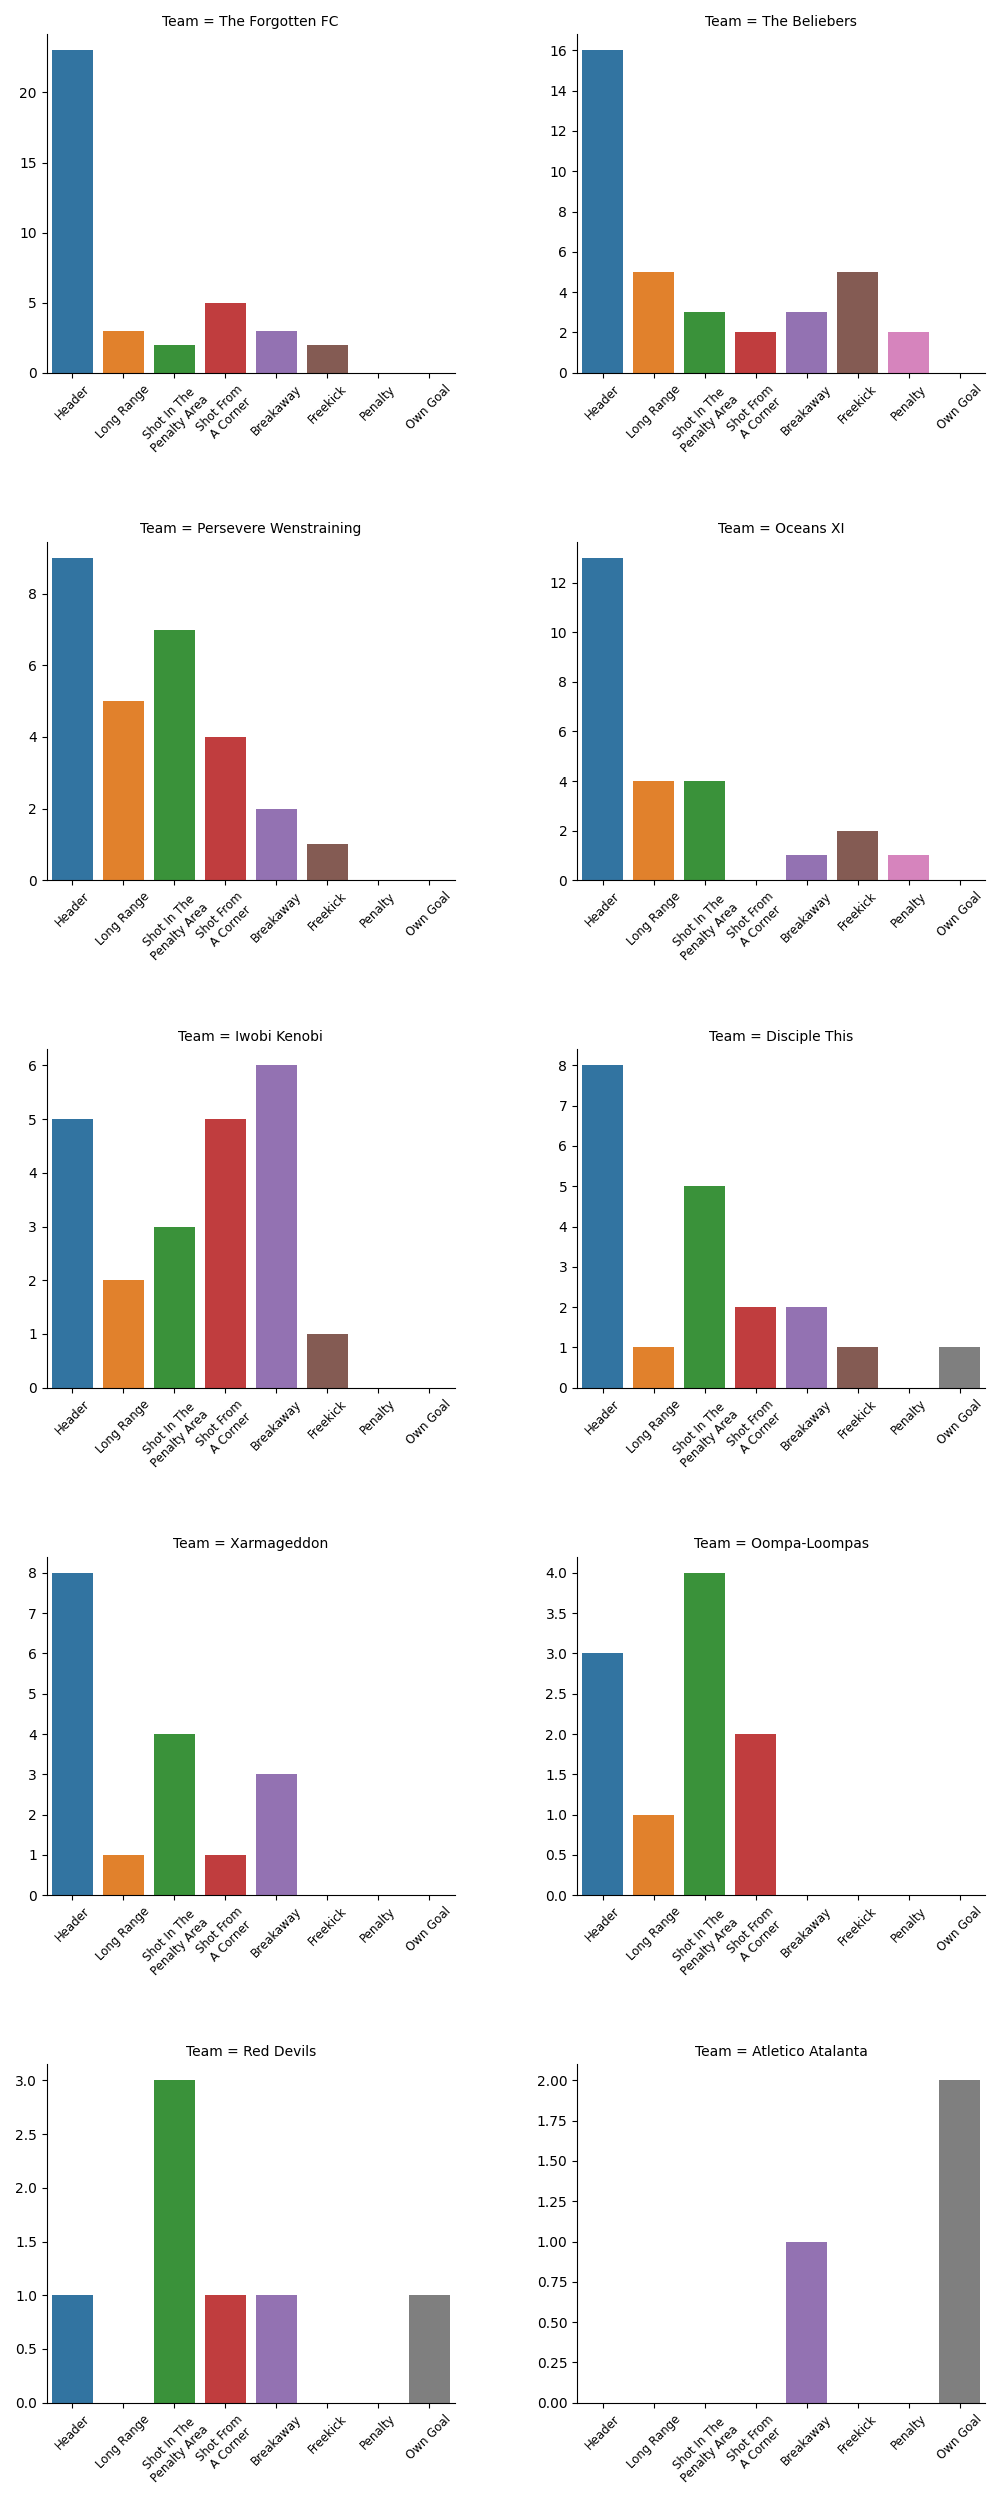 Team = The Forgotten FC
20
15
10
5
0
Header
Long Range
Shot In The
Penalty Area
Shot From
A Corner
Breakaway
Freekick
Penalty
Own Goal
Team = The Beliebers
16
14
12
10
8
6
4
2
0
Header
Long Range
Shot In The
Penalty Area
Shot From
A Corner
Breakaway
Freekick
Penalty
Own Goal
Team = Persevere Wenstraining
8
6
4
2
0
Header
Long Range
Shot In The
Penalty Area
Shot From
A Corner
Breakaway
Freekick
Penalty
Own Goal
Team = Oceans XI
12
10
8
6
4
2
0
Header
Long Range
Shot In The
Penalty Area
Shot From
A Corner
Breakaway
Freekick
Penalty
Own Goal
Team = Iwobi Kenobi
6
5
4
3
2
1
0
Header
Long Range
Shot In The
Penalty Area
Shot From
A Corner
Breakaway
Freekick
Penalty
Own Goal
Team = Disciple This
8
7
6
5
4
3
2
1
0
Header
Long Range
Shot In The
Penalty Area
Shot From
A Corner
Breakaway
Freekick
Penalty
Own Goal
Team = Xarmageddon
8
7
6
5
4
3
2
1
0
Header
Long Range
Shot In The
Penalty Area
Shot From
A Corner
Breakaway
Freekick
Penalty
Own Goal
Team = Oompa-Loompas
4.0
3.5
3.0
2.5
2.0
1.5
1.0
0.5
0.0
Header
Long Range
Shot In The
Penalty Area
Shot From
A Corner
Breakaway
Freekick
Penalty
Own Goal
Team = Red Devils
3.0
2.5
2.0
1.5
1.0
0.5
0.0
Header
Long Range
Shot In The
Penalty Area
Shot From
A Corner
Breakaway
Freekick
Penalty
Own Goal
Team = Atletico Atalanta
2.00
1.75
1.50
1.25
1.00
0.75
0.50
0.25
0.00
Header
Long Range
Shot In The
Penalty Area
Shot From
A Corner
Breakaway
Freekick
Penalty
Own Goal